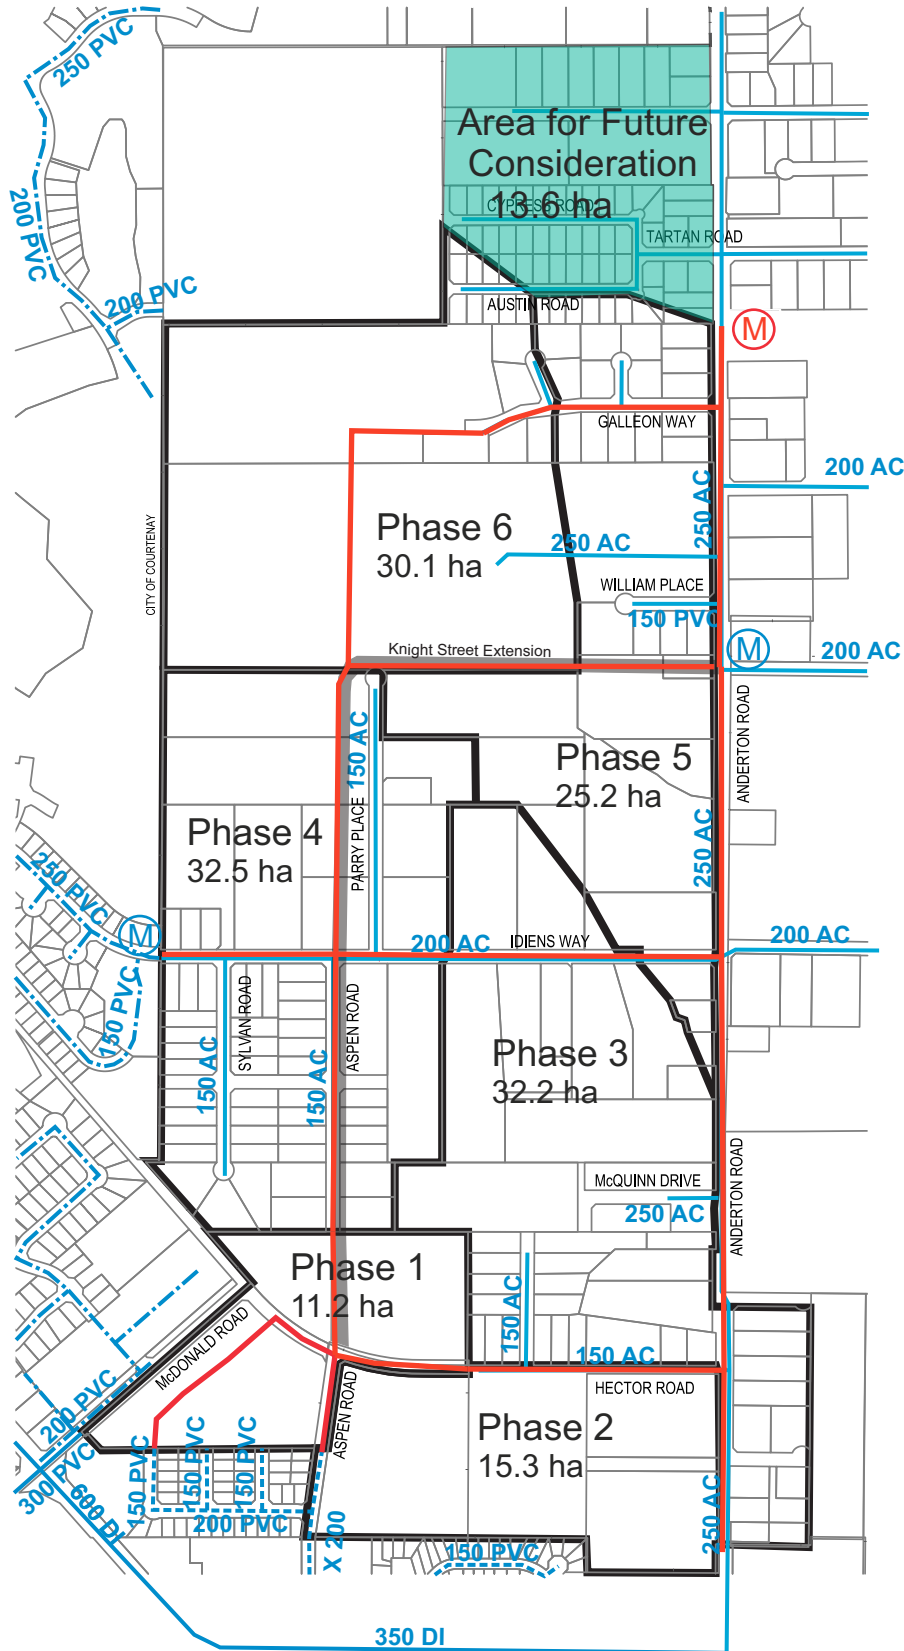 250 PVC
Area for Future
Consideration
13.6 ha
200 PVC
CYPRESS ROAD
TARTAN ROAD
200 PVC
AUSTIN ROAD
M
GALLEON WAY
200 AC
250 AC
Phase 6
30.1 ha
CITY OF COURTENAY
250 AC
WILLIAM PLACE
150 PVC
Knight Street Extension
M
200 AC
ANDERTON ROAD
150 AC
Phase 5
25.2 ha
PARRY PLACE
Phase 4
32.5 ha
250 AC
250 PVC
M
200 AC
IDIENS WAY
200 AC
150 PVC
SYLVAN ROAD
ASPEN ROAD
150 AC
150 AC
Phase 3
32.2 ha
McQUINN DRIVE
250 AC
ANDERTON ROAD
Phase 1
11.2 ha
150 AC
150 AC
McDONALD ROAD
HECTOR ROAD
ASPEN ROAD
200 PVC
Phase 2
15.3 ha
300 PVC
600 DI
150 PVC
150 PVC
150 PVC
200 PVC
X 200
150 PVC
250 AC
350 DI